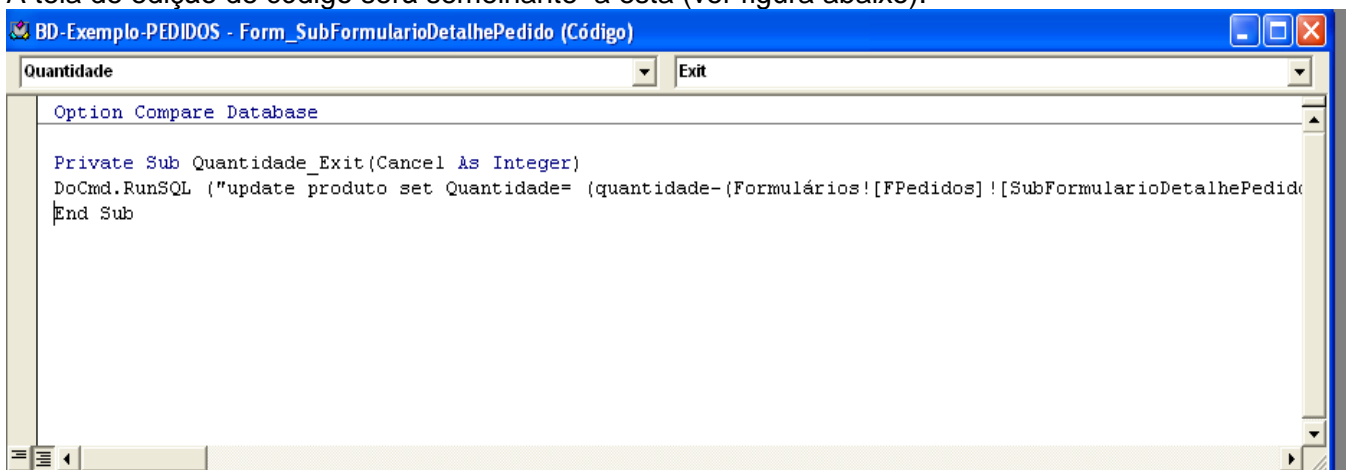 A tela de edição do código será semelhante a esta (ver figura abaixo).
BD-Exemplo-PEDIDOS - Form_SubFormularioDetalhePedido (Código)
Quantidade Exit
Option Compare Database
Private Sub Quantidade_Exit(Cancel As Integer)
DoCmd.RunSQL ("update produto set Quantidade= (quantidade-(Formulários![FPedidos]![SubFormularioDetalhePedido
End Sub